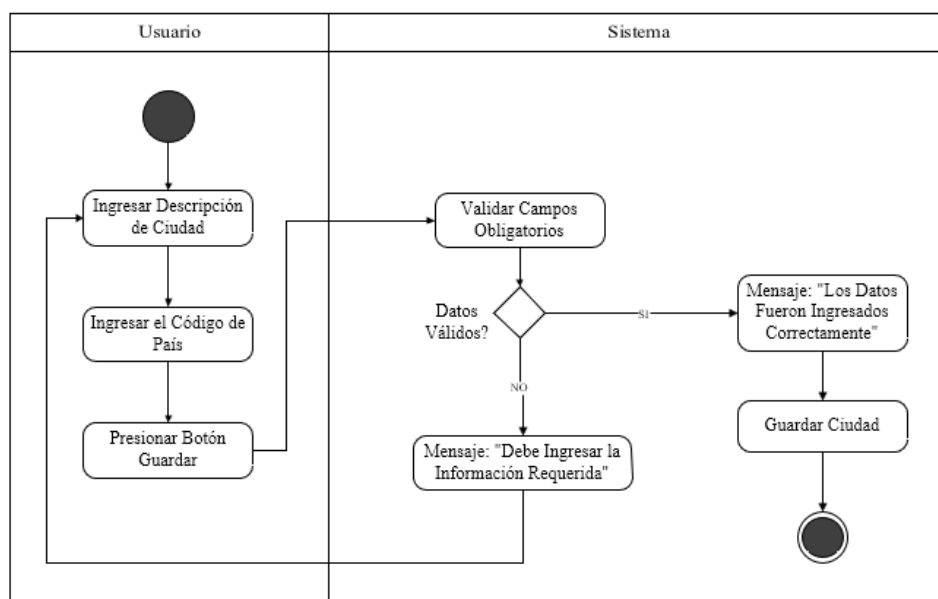 Usuario
Sistema
Ingresar Descripción
de Ciudad
Ingresar el Código de
País
Presionar Botón
Guardar
Validar Campos
Obligatorios
Datos
Válidos?
SI
NO
Mensaje: "Los Datos
Fueron Ingresados
Correctamente"
Mensaje: "Debe Ingresar la
Información Requerida"
Guardar Ciudad